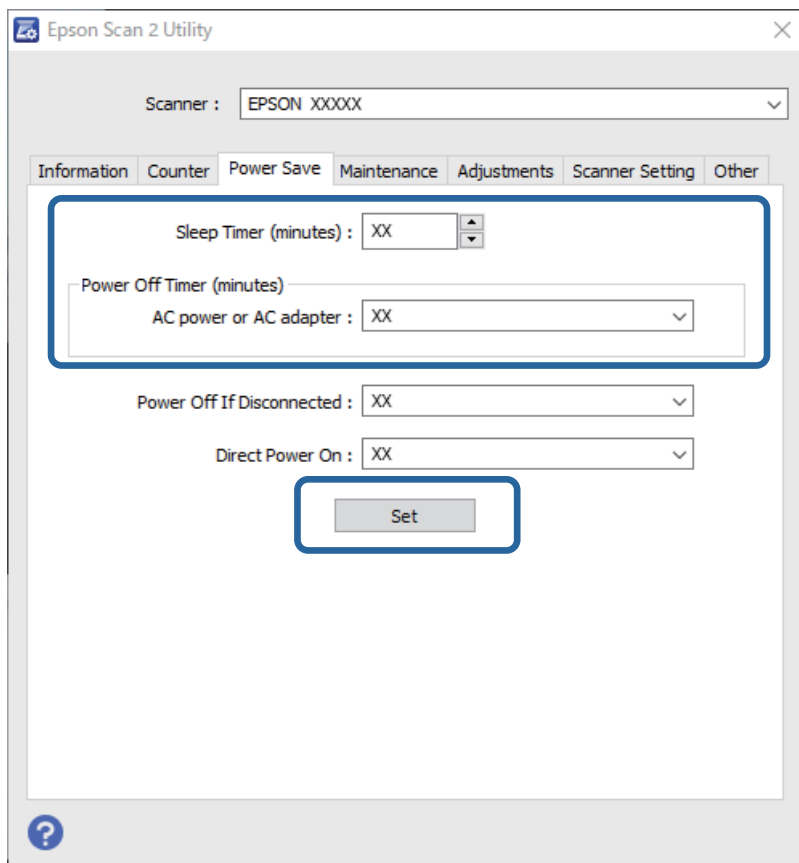 Epson Scan 2 Utility
Scanner : EPSON XXXXX
Information Counter Power Save Maintenance Adjustments Scanner Setting Other
Sleep Timer (minutes) : XX
Power Off Timer (minutes)
AC power or AC adapter : XX
Power Off If Disconnected : XX
Direct Power On : XX
Set
?